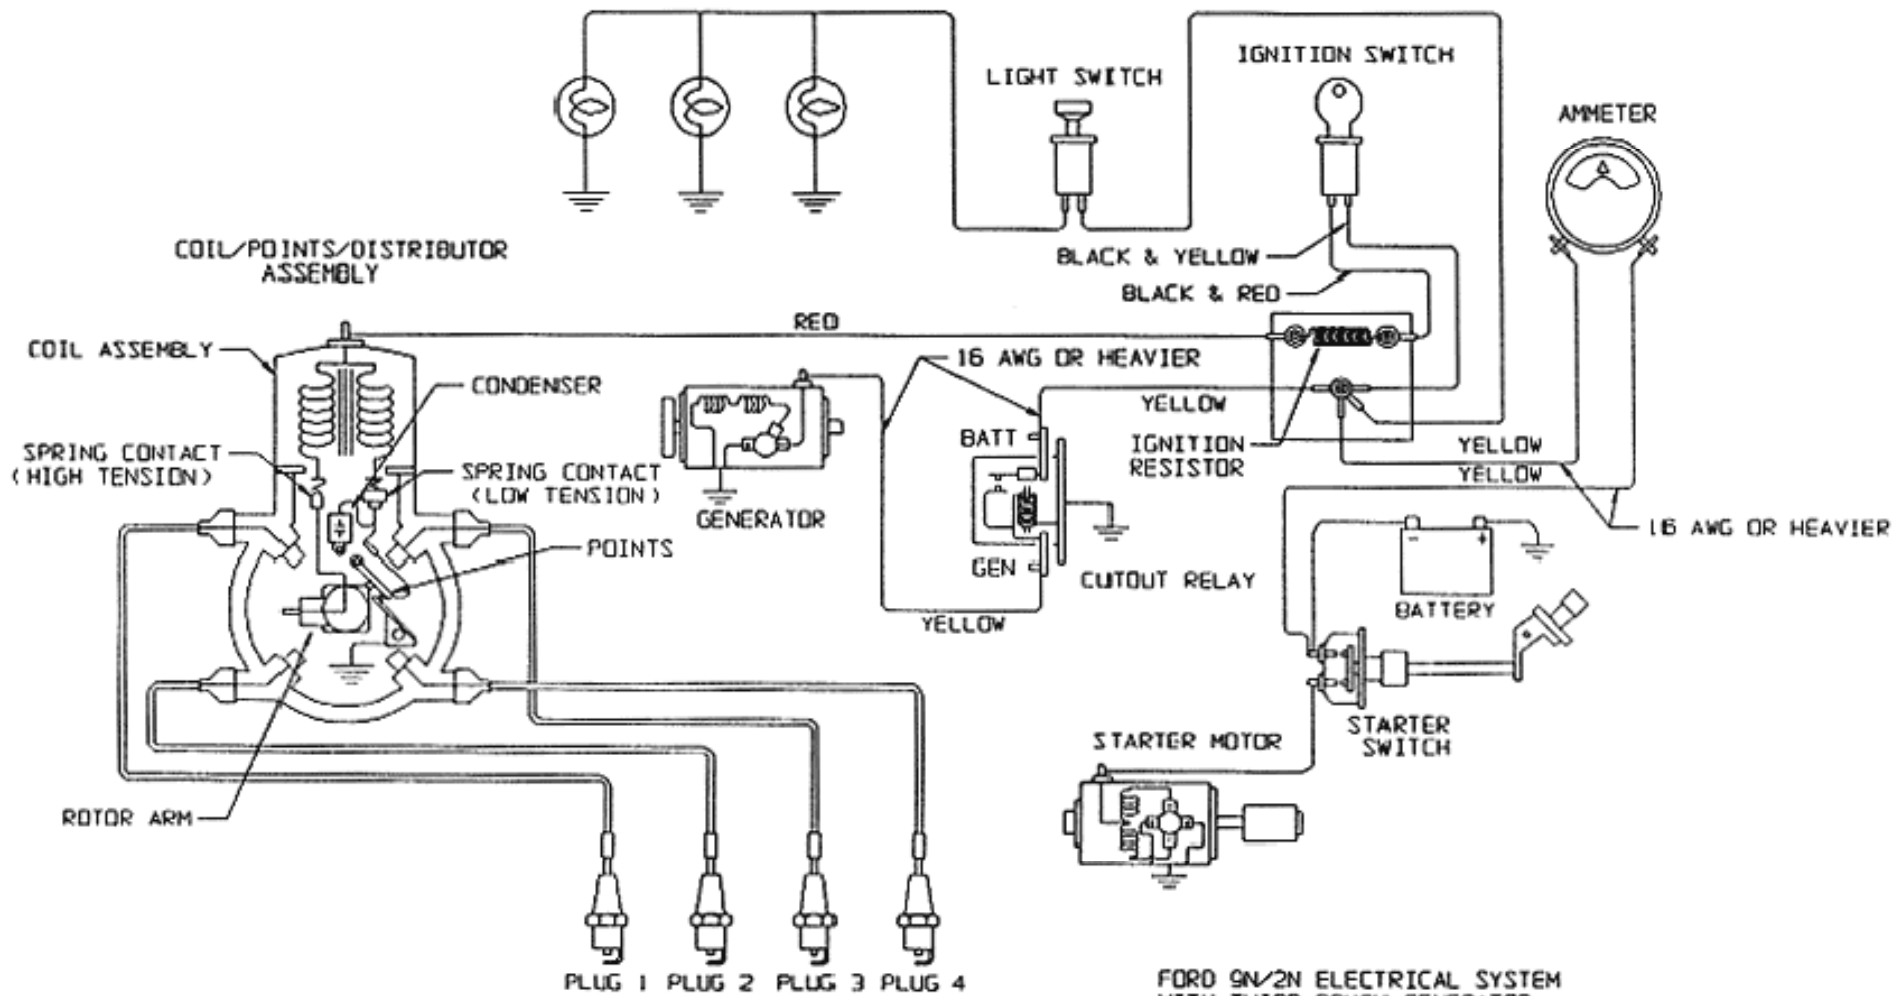 LIGHT SWITCH
IGNITION SWITCH
AMMETER
COIL/POINTS/DISTRIBUTOR
ASSEMBLY
BLACK & YELLOW
BLACK & RED
RED
COIL ASSEMBLY
CONDENSER
16 AWG OR HEAVIER
YELLOW
SPRING CONTACT
(HIGH TENSION)
SPRING CONTACT
(LOW TENSION)
BATT
IGNITION
RESISTOR
YELLOW
YELLOW
GENERATOR
16 AWG OR HEAVIER
POINTS
GEN
CUTOUT RELAY
- +
BATTERY
YELLOW
STARTER
SWITCH
STARTER MOTOR
ROTOR ARM
PLUG 1 PLUG 2 PLUG 3 PLUG 4
FORD 9N/2N ELECTRICAL SYSTEM